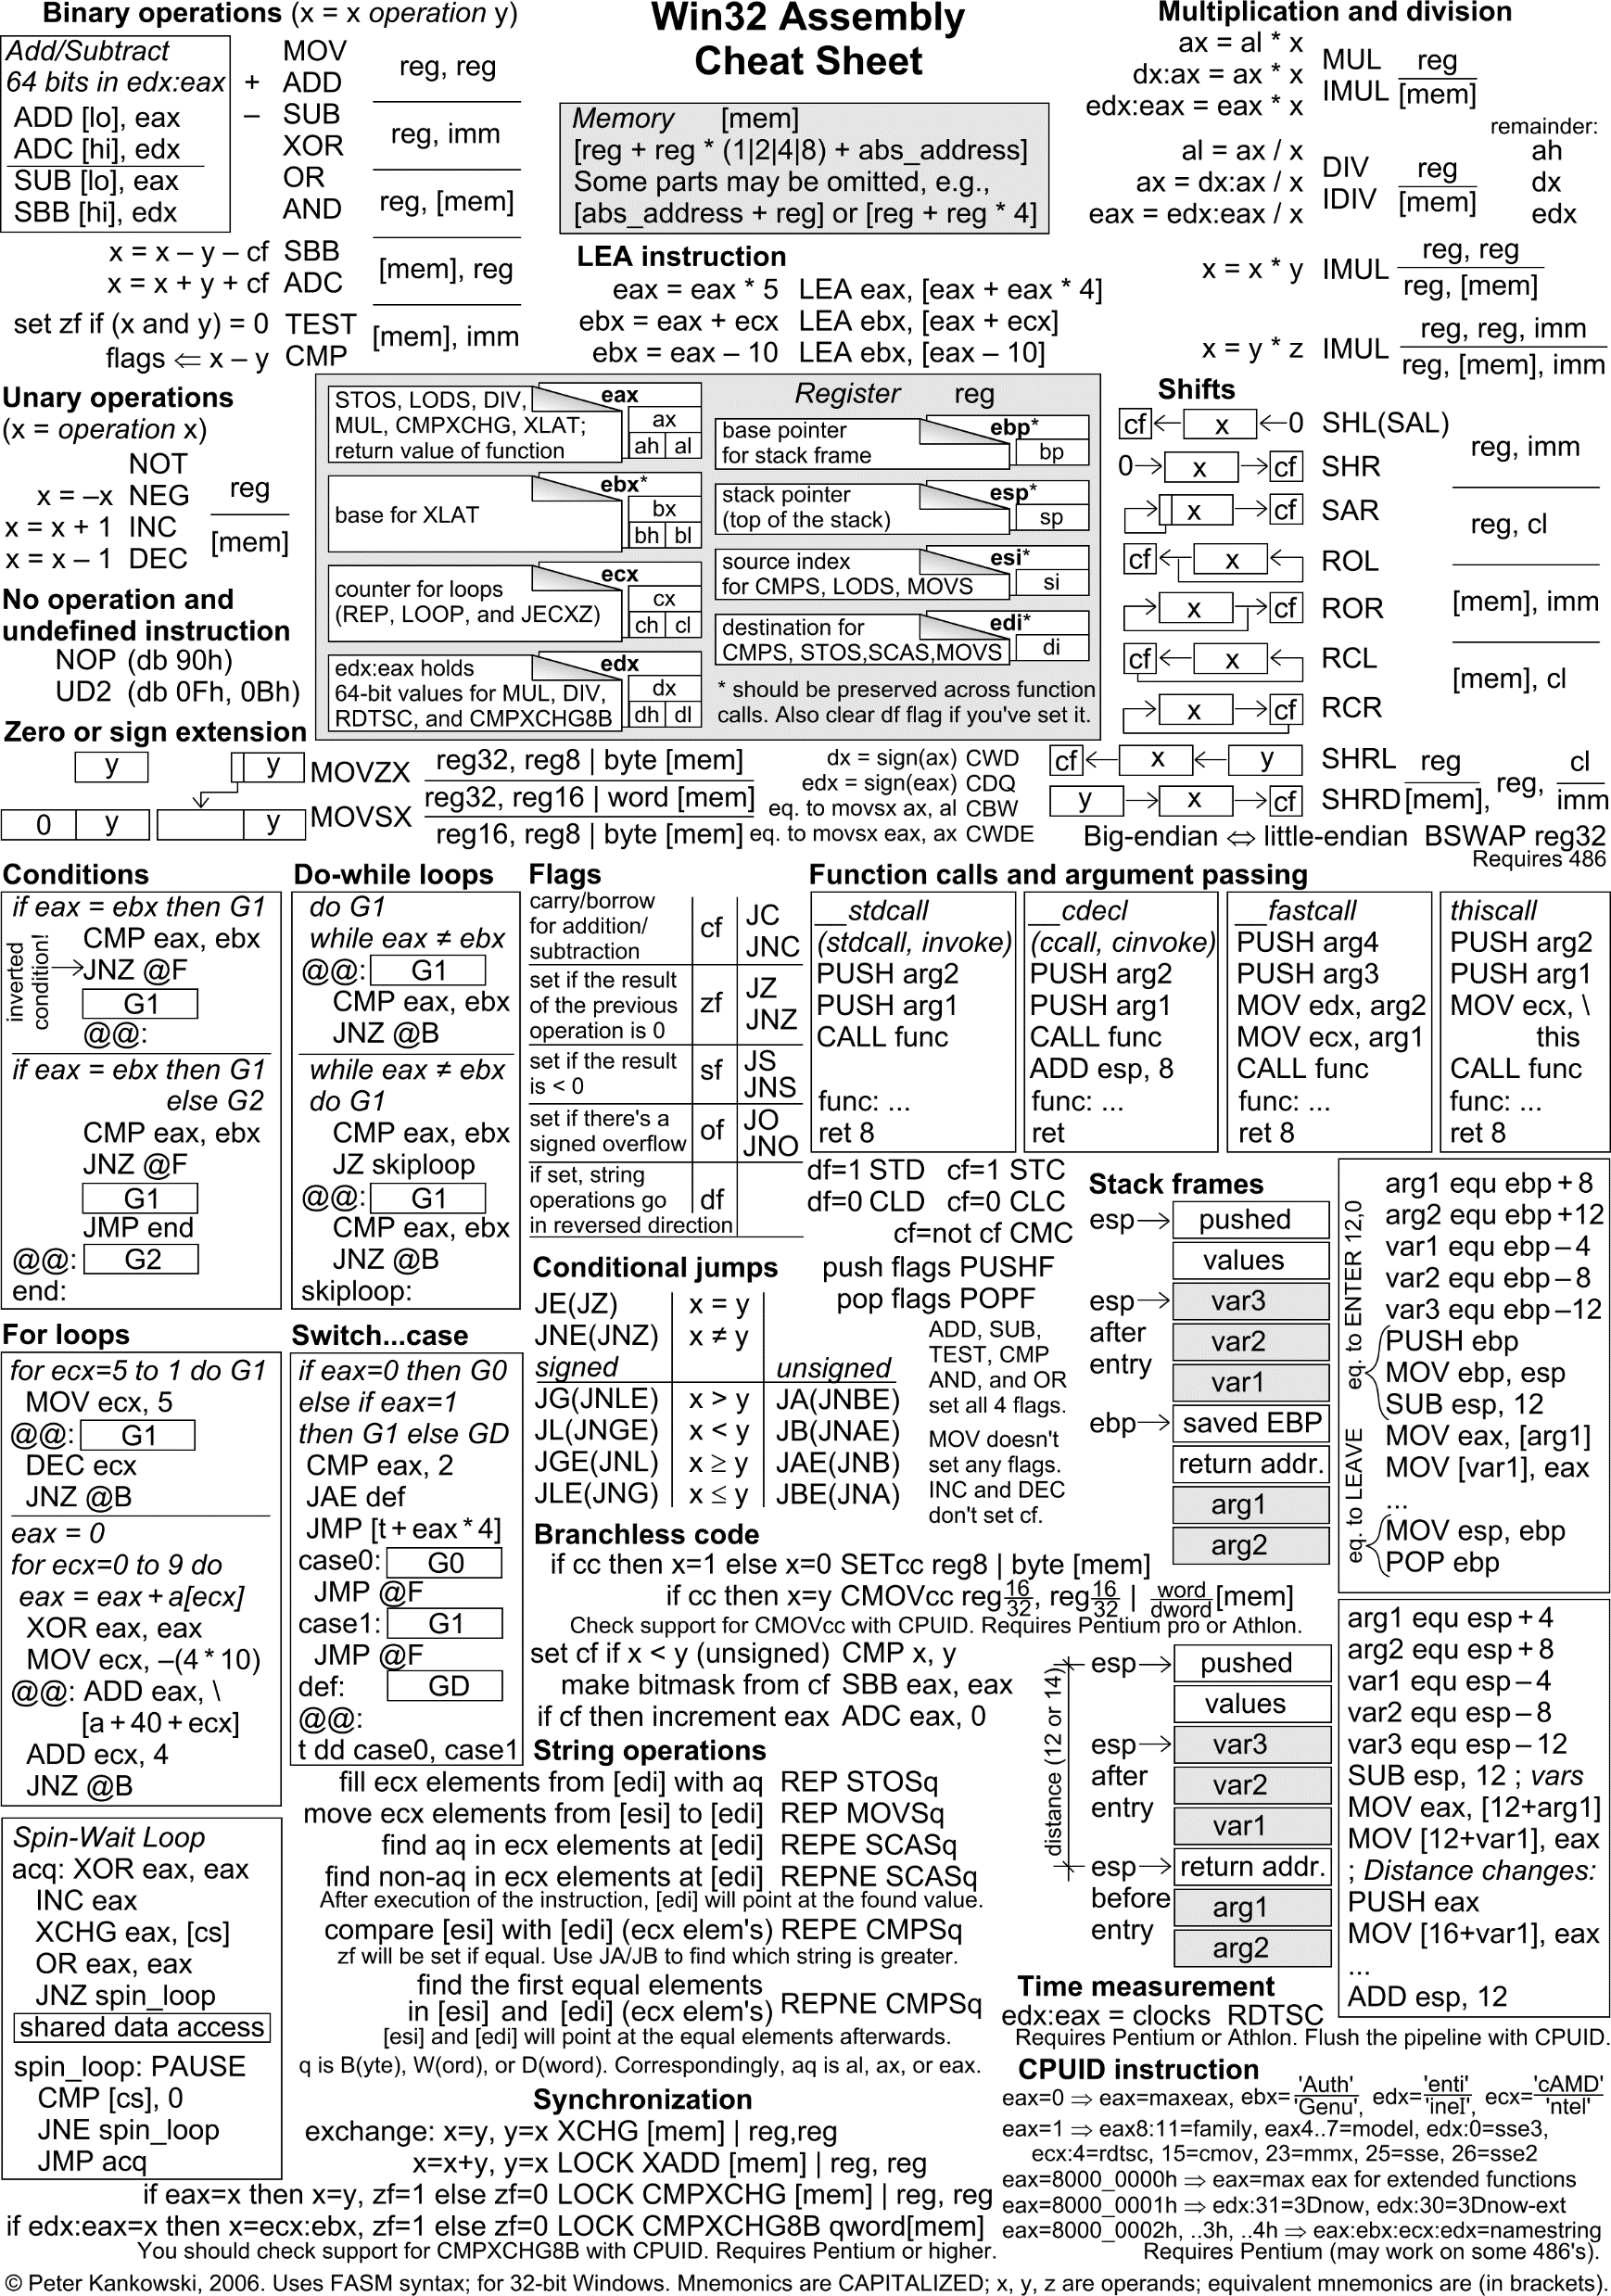 Win32 Assembly
Cheat Sheet
Binary operations (x = x operation y)
Add/Subtract
64 bits in edx:eax
ADD [lo], eax
ADC [hi], edx
SUB [lo], eax
SBB [hi], edx
MOV
+ ADD
– SUB
XOR
OR
AND
x = x – y – cf SBB
x = x + y + cf ADC
set zf if (x and y) = 0 TEST
flags ⇐ x – y CMP
reg, reg
reg, imm
reg, [mem]
[mem], reg
[mem], imm
Memory [mem]
[reg + reg * (1|2|4|8) + abs_address]
Some parts may be omitted, e.g.,
[abs_address + reg] or [reg + reg * 4]
LEA instruction
eax = eax * 5 LEA eax, [eax + eax * 4]
ebx = eax + ecx LEA ebx, [eax + ecx]
ebx = eax – 10 LEA ebx, [eax – 10]
Multiplication and division
ax = al * x
dx:ax = ax * x
edx:eax = eax * x
MUL
IMUL
reg
[mem]
remainder:
al = ax / x
ax = dx:ax / x
eax = edx:eax / x
DIV
IDIV
reg
[mem]
ah
dx
edx
x = x * y IMUL
reg, reg
reg, [mem]
x = y * z IMUL
reg, reg, imm
reg, [mem], imm
Unary operations
(x = operation x)
NOT
x = –x NEG
x = x + 1 INC
x = x – 1 DEC
reg
[mem]
No operation and
undefined instruction
NOP (db 90h)
UD2 (db 0Fh, 0Bh)
Register reg
STOS, LODS, DIV,
MUL, CMPXCHG, XLAT;
return value of function
eax
ax
ah al
base for XLAT
ebx*
bx
bh bl
counter for loops
(REP, LOOP, and JECXZ)
ecx
cx
ch cl
edx:eax holds
64-bit values for MUL, DIV,
RDTSC, and CMPXCHG8B
edx
dx
dh dl
base pointer
for stack frame
ebp*
bp
stack pointer
(top of the stack)
esp*
sp
source index
for CMPS, LODS, MOVS
esi*
si
destination for
CMPS, STOS,SCAS,MOVS
edi*
di
* should be preserved across function
calls. Also clear df flag if you've set it.
Shifts
cf x 0 SHL(SAL)
0 x cf SHR
x cf SAR
cf x ROL
x cf ROR
cf x RCL
x cf RCR
reg, imm
reg, cl
[mem], imm
[mem], cl
cf x y SHRL
y x cf SHRD
reg
[mem], reg, cl
imm
Big-endian ⇔ little-endian BSWAP reg32
Requires 486
Zero or sign extension
y y MOVZX
0 y y MOVSX
reg32, reg8 | byte [mem]
reg32, reg16 | word [mem]
reg16, reg8 | byte [mem]
dx = sign(ax) CWD
edx = sign(eax) CDQ
eq. to movsx ax, al CBW
eq. to movsx eax, ax CWDE
Conditions
if eax = ebx then G1
CMP eax, ebx
inverted condition!
JNZ @F
G1
@@:
if eax = ebx then G1
else G2
CMP eax, ebx
JNZ @F
G1
JMP end
@@: G2
end:
Do-while loops
do G1
while eax ≠ ebx
@@: G1
CMP eax, ebx
JNZ @B
while eax ≠ ebx
do G1
CMP eax, ebx
JZ skiploop
@@: G1
CMP eax, ebx
JNZ @B
skiploop:
Flags
carry/borrow
for addition/
subtraction
cf
JC
JNC
set if the result
of the previous
operation is 0
zf
JZ
JNZ
set if the result
is < 0
sf
JS
JNS
set if there's a
signed overflow
of
JO
JNO
if set, string
operations go
in reversed direction
df
Function calls and argument passing
__stdcall
(stdcall, invoke)
PUSH arg2
PUSH arg1
CALL func
func: ...
ret 8
__cdecl
(ccall, cinvoke)
PUSH arg2
PUSH arg1
CALL func
ADD esp, 8
func: ...
ret
__fastcall
PUSH arg4
PUSH arg3
MOV edx, arg2
MOV ecx, arg1
CALL func
func: ...
ret 8
thiscall
PUSH arg2
PUSH arg1
MOV ecx, \
this
CALL func
func: ...
ret 8
df=1 STD cf=1 STC
df=0 CLD cf=0 CLC
cf=not cf CMC
push flags PUSHF
pop flags POPF
ADD, SUB,
TEST, CMP
AND, and OR
set all 4 flags.
MOV doesn't
set any flags.
INC and DEC
don't set cf.
Conditional jumps
JE(JZ) x = y
JNE(JNZ) x ≠ y
signed unsigned
JG(JNLE) x > y JA(JNBE)
JL(JNGE) x < y JB(JNAE)
JGE(JNL) x ≥ y JAE(JNB)
JLE(JNG) x ≤ y JBE(JNA)
Stack frames
esp pushed
values
esp var3
after var2
entry var1
ebp saved EBP
return addr.
arg1
arg2
eq. to ENTER 12,0
eq. to LEAVE
arg1 equ ebp + 8
arg2 equ ebp +12
var1 equ ebp – 4
var2 equ ebp – 8
var3 equ ebp –12
PUSH ebp
MOV ebp, esp
SUB esp, 12
MOV eax, [arg1]
MOV [var1], eax
...
MOV esp, ebp
POP ebp
For loops
for ecx=5 to 1 do G1
MOV ecx, 5
@@: G1
DEC ecx
JNZ @B
eax = 0
for ecx=0 to 9 do
eax = eax + a[ecx]
XOR eax, eax
MOV ecx, –(4 * 10)
@@: ADD eax, \
[a + 40 + ecx]
ADD ecx, 4
JNZ @B
Switch...case
if eax=0 then G0
else if eax=1
then G1 else GD
CMP eax, 2
JAE def
JMP [t + eax * 4]
case0: G0
JMP @F
case1: G1
JMP @F
def: GD
@@:
t dd case0, case1
Branchless code
if cc then x=1 else x=0 SETcc reg8 | byte [mem]
if cc then x=y CMOVcc reg16/32, reg16/32 | word/dword [mem]
Check support for CMOVcc with CPUID. Requires Pentium pro or Athlon.
set cf if x < y (unsigned) CMP x, y
make bitmask from cf SBB eax, eax
if cf then increment eax ADC eax, 0
distance (12 or 14)
esp pushed
values
esp var3
after var2
entry var1
esp return addr.
before arg1
entry arg2
arg1 equ esp + 4
arg2 equ esp + 8
var1 equ esp – 4
var2 equ esp – 8
var3 equ esp – 12
SUB esp, 12 ; vars
MOV eax, [12+arg1]
MOV [12+var1], eax
; Distance changes:
PUSH eax
MOV [16+var1], eax
...
ADD esp, 12
String operations
fill ecx elements from [edi] with aq REP STOSq
move ecx elements from [esi] to [edi] REP MOVSq
find aq in ecx elements at [edi] REPE SCASq
find non-aq in ecx elements at [edi] REPNE SCASq
After execution of the instruction, [edi] will point at the found value.
compare [esi] with [edi] (ecx elem's) REPE CMPSq
zf will be set if equal. Use JA/JB to find which string is greater.
find the first equal elements
in [esi] and [edi] (ecx elem's) REPNE CMPSq
[esi] and [edi] will point at the equal elements afterwards.
q is B(yte), W(ord), or D(word). Correspondingly, aq is al, ax, or eax.
Spin-Wait Loop
acq: XOR eax, eax
INC eax
XCHG eax, [cs]
OR eax, eax
JNZ spin_loop
shared data access
spin_loop: PAUSE
CMP [cs], 0
JNE spin_loop
JMP acq
Synchronization
exchange: x=y, y=x XCHG [mem] | reg,reg
x=x+y, y=x LOCK XADD [mem] | reg, reg
if eax=x then x=y, zf=1 else zf=0 LOCK CMPXCHG [mem] | reg, reg
if edx:eax=x then x=ecx:ebx, zf=1 else zf=0 LOCK CMPXCHG8B qword[mem]
You should check support for CMPXCHG8B with CPUID. Requires Pentium or higher.
Time measurement
edx:eax = clocks RDTSC
Requires Pentium or Athlon. Flush the pipeline with CPUID.
CPUID instruction
eax=0 ⇒ eax=maxeax, ebx='Auth'/'Genu', edx='enti'/'ineI', ecx='cAMD'/'ntel'
eax=1 ⇒ eax8:11=family, eax4..7=model, edx:0=sse3,
ecx:4=rdtsc, 15=cmov, 23=mmx, 25=sse, 26=sse2
eax=8000_0000h ⇒ eax=max eax for extended functions
eax=8000_0001h ⇒ edx:31=3Dnow, edx:30=3Dnow-ext
eax=8000_0002h, ..3h, ..4h ⇒ eax:ebx:ecx:edx=namestring
Requires Pentium (may work on some 486's).
© Peter Kankowski, 2006. Uses FASM syntax; for 32-bit Windows. Mnemonics are CAPITALIZED; x, y, z are operands; equivalent mnemonics are (in brackets).